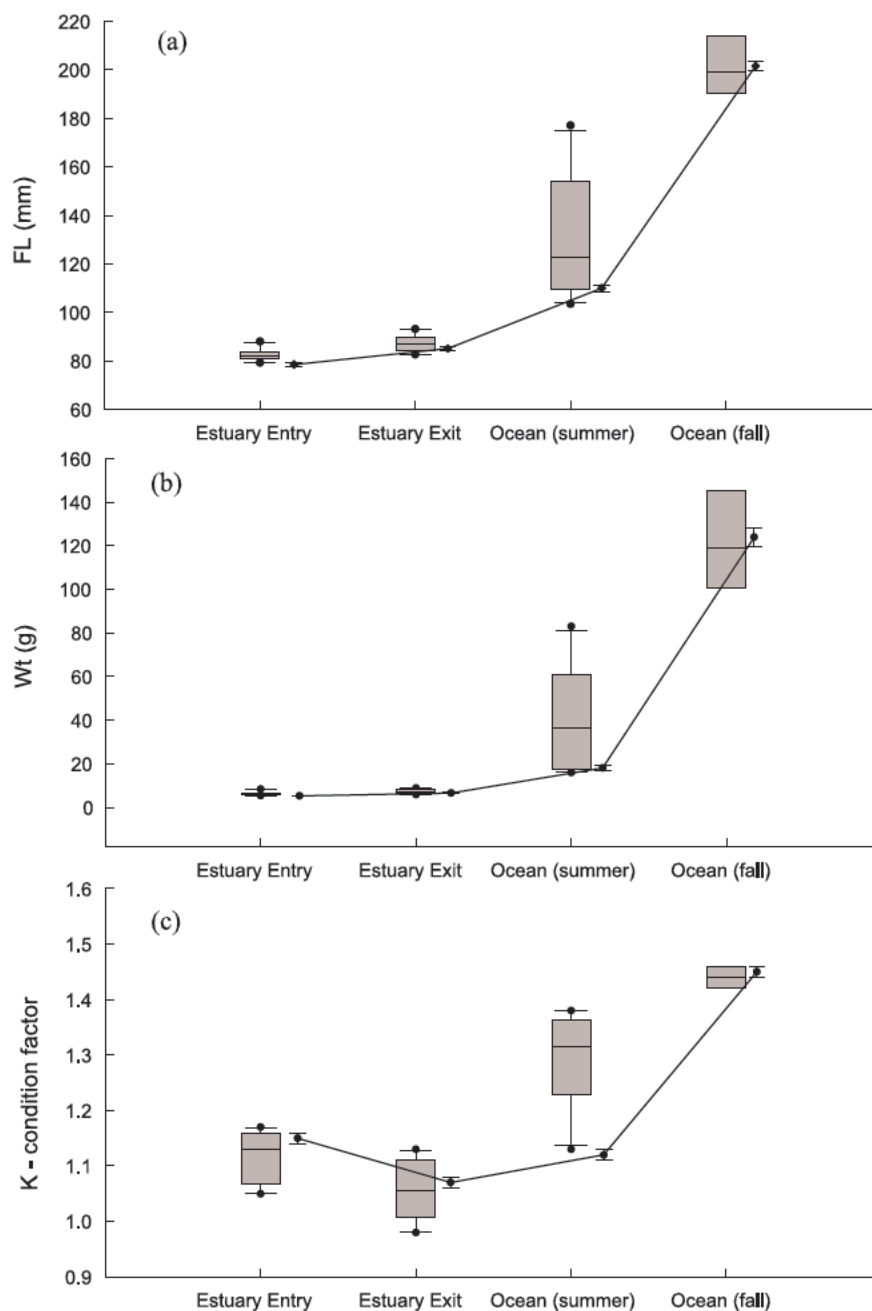 (a)
220
200
180
160
140
120
100
80
60
FL (mm)
Estuary Entry Estuary Exit Ocean (summer) Ocean (fall)
(b)
160
140
120
100
80
60
40
20
0
Wt (g)
Estuary Entry Estuary Exit Ocean (summer) Ocean (fall)
(c)
1.6
1.5
1.4
1.3
1.2
1.1
1.0
0.9
K - condition factor
Estuary Entry Estuary Exit Ocean (summer) Ocean (fall)